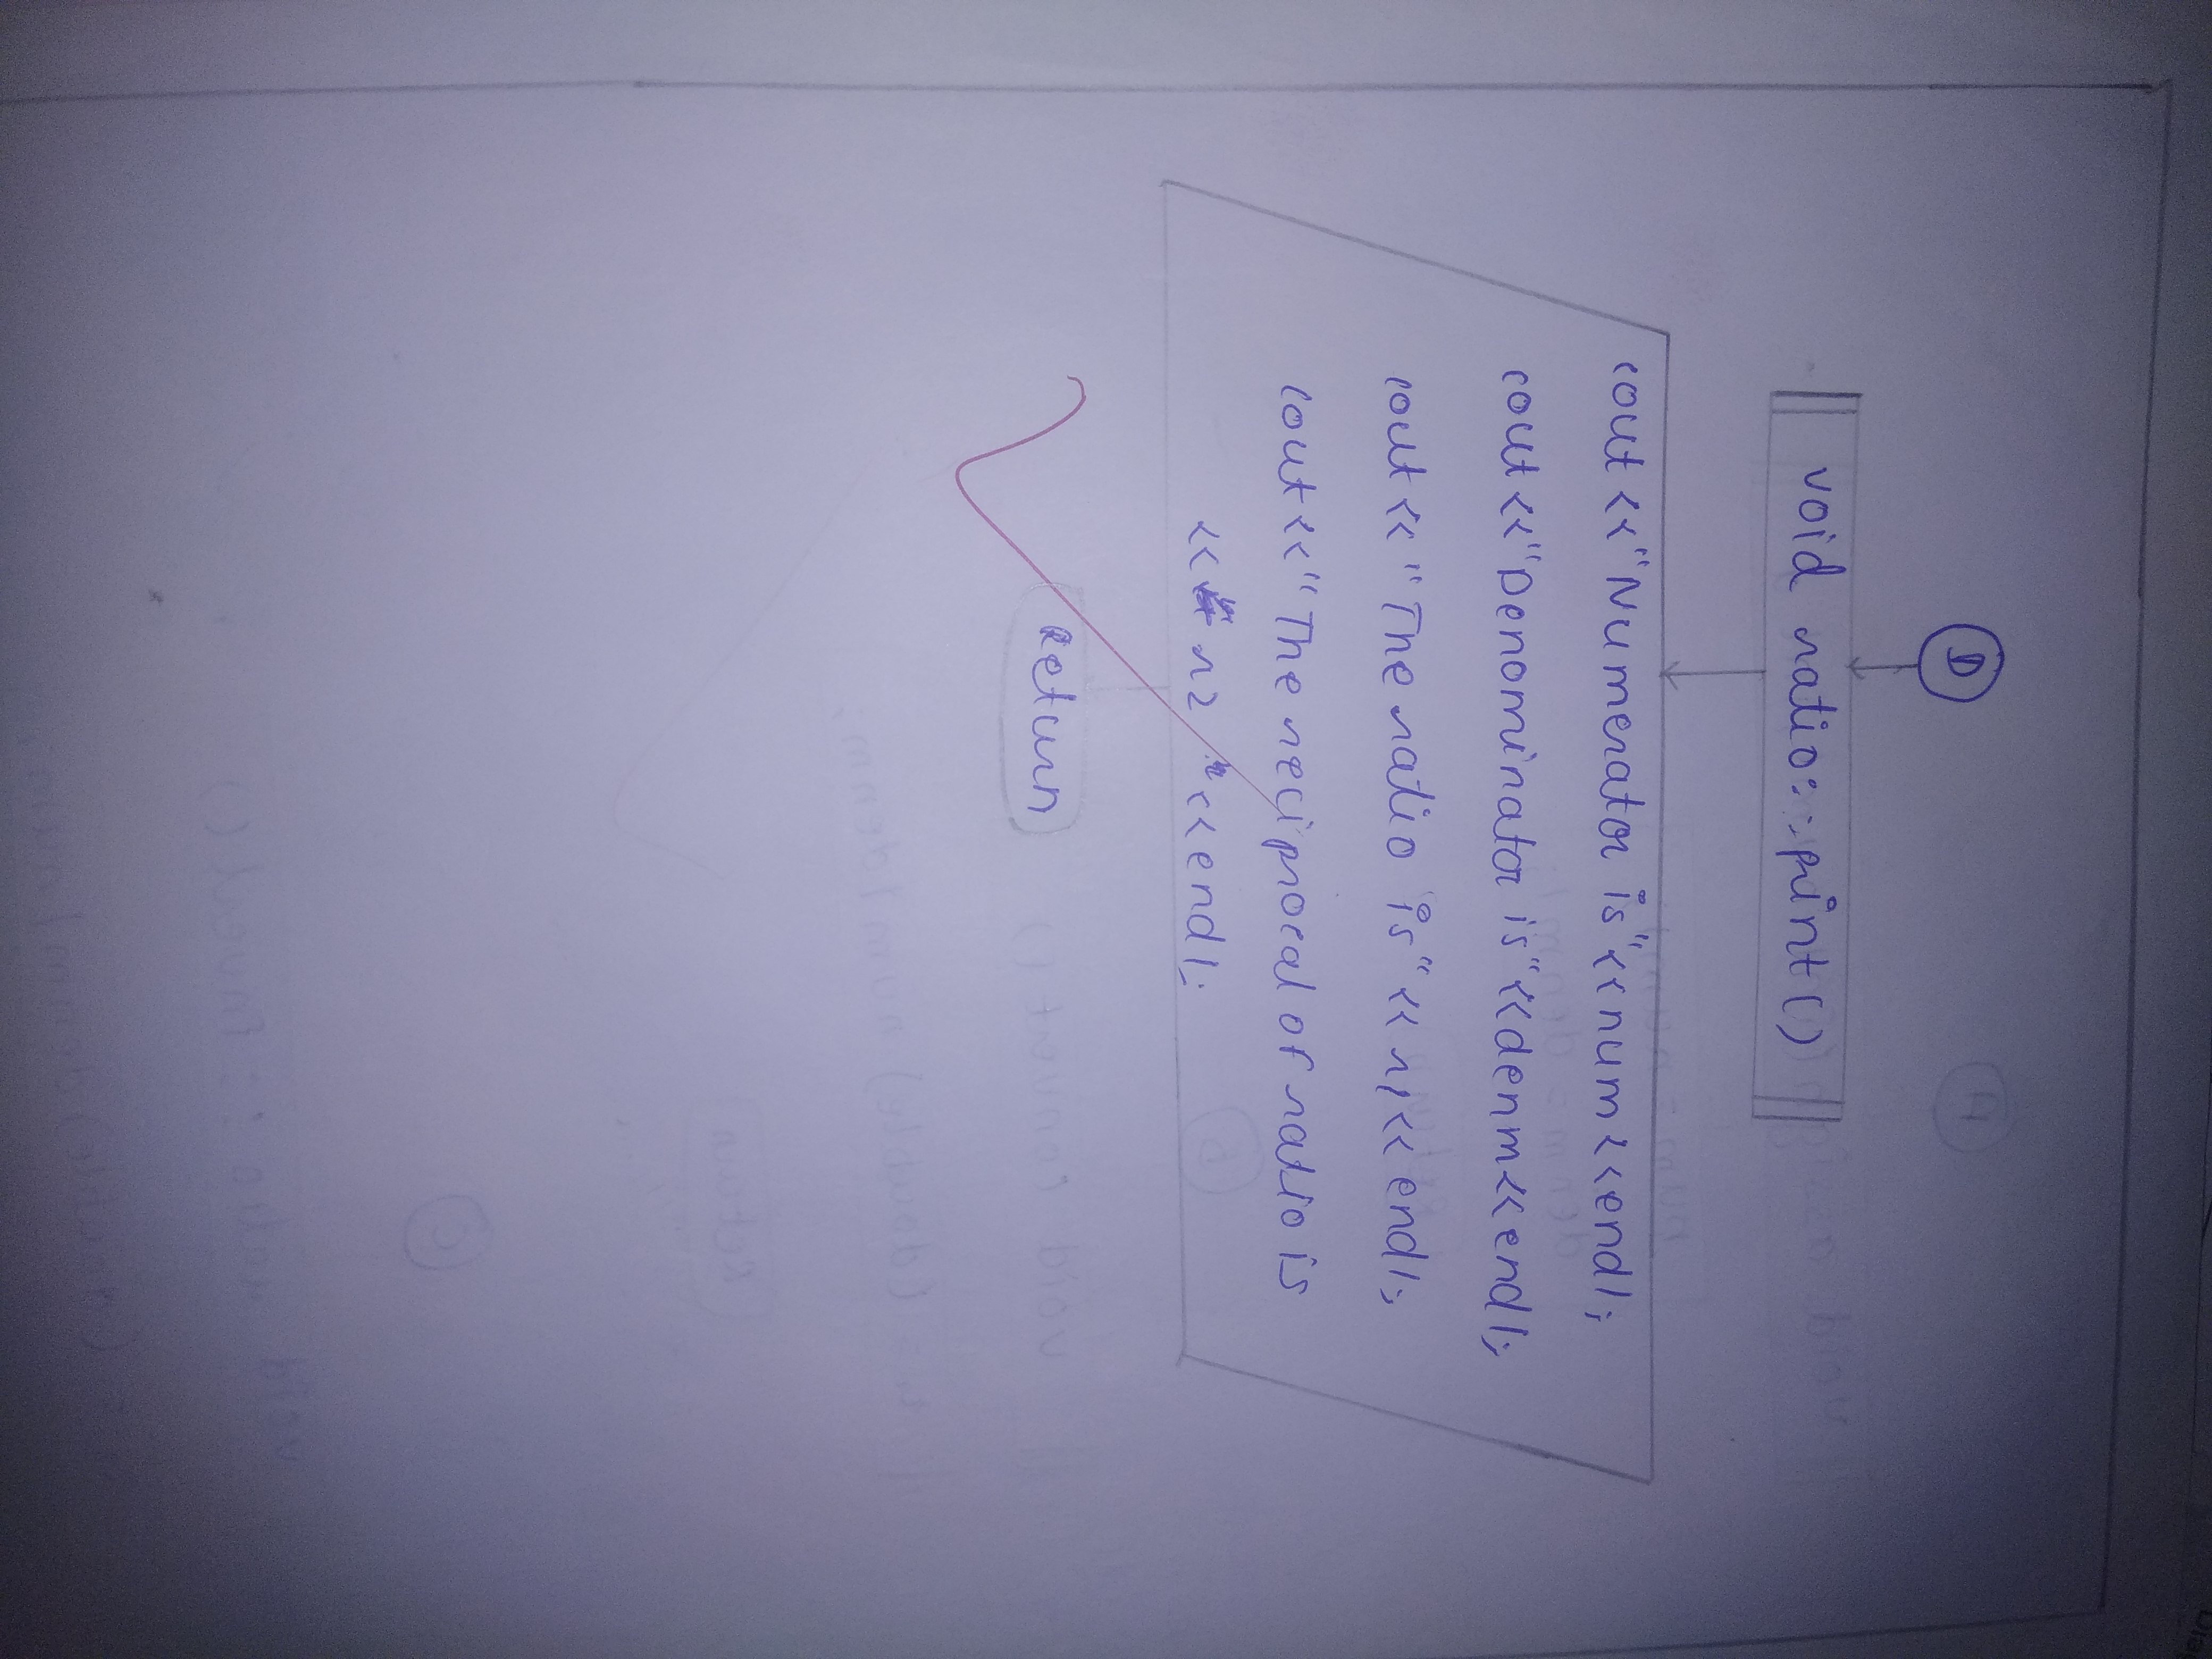 D
void ratio::print()
cout <<"Numerator is"<<num<<endl;
cout <<"Denominator is"<<denm<<endl;
cout << "The ratio is" << r1 << endl;
cout <<"The reciprocal of ratio is
<< r2 "<<endl;
Return